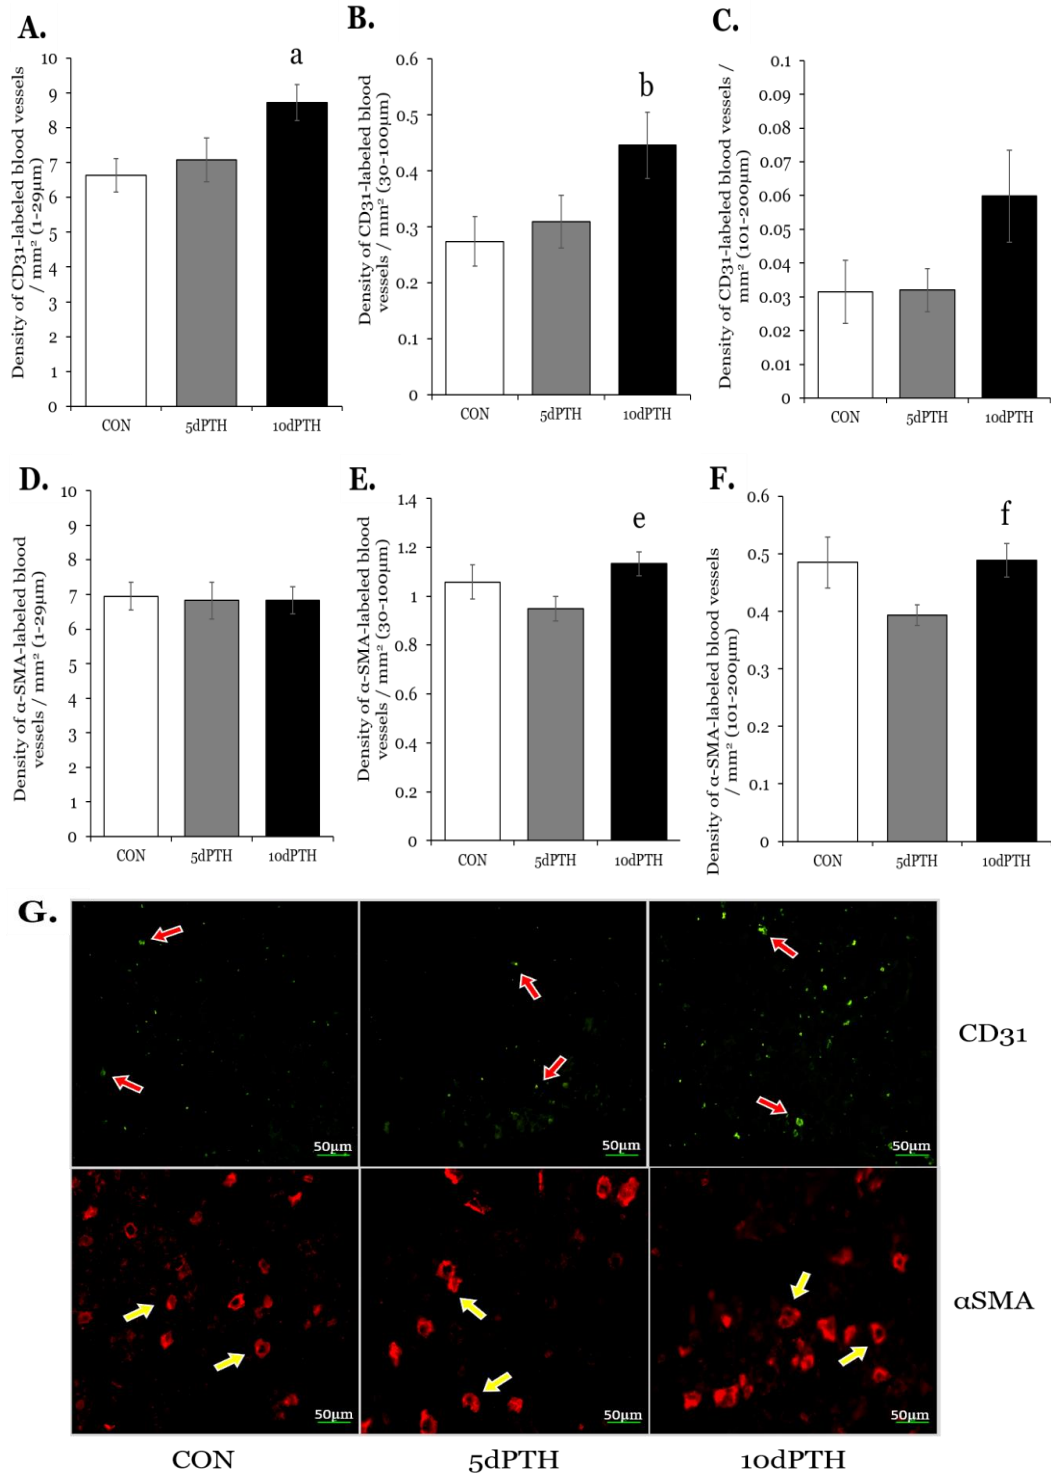 A.
Density of CD31-labeled blood vessels
/ mm² (1-29μm)
10
9
8
7
6
5
4
3
2
1
0
a
CON
5dPTH
10dPTH
B.
Density of CD31-labeled blood
vessels / mm² (30-100μm)
0.6
0.5
0.4
0.3
0.2
0.1
0
b
CON
5dPTH
10dPTH
C.
Density of CD31-labeled blood vessels /
mm² (101-200μm)
0.1
0.09
0.08
0.07
0.06
0.05
0.04
0.03
0.02
0.01
0
CON
5dPTH
10dPTH
D.
Density of α-SMA-labeled blood
vessels / mm² (1-29μm)
10
9
8
7
6
5
4
3
2
1
0
CON
5dPTH
10dPTH
E.
Density of α-SMA-labeled blood
vessels / mm² (30-100μm)
1.4
1.2
1
0.8
0.6
0.4
0.2
0
e
CON
5dPTH
10dPTH
F.
Density of α-SMA-labeled blood vessels
/ mm² (101-200μm)
0.6
0.5
0.4
0.3
0.2
0.1
0
f
CON
5dPTH
10dPTH
G.
50μm
50μm
50μm
CD31
50μm
50μm
50μm
αSMA
CON
5dPTH
10dPTH